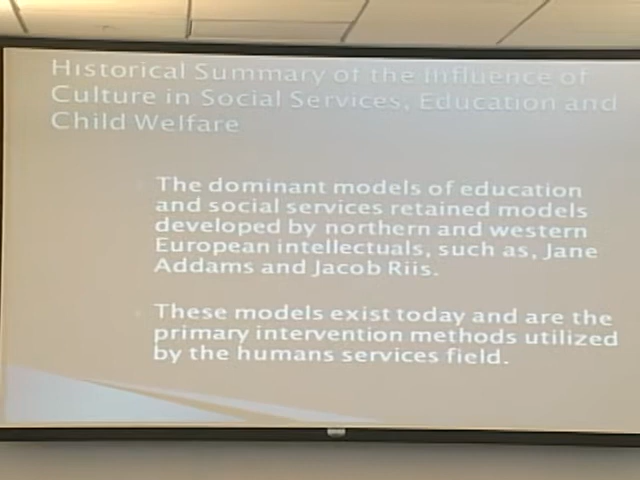 Historical Summary of the Influence of
Culture in Social Services, Education and
Child Welfare
The dominant models of education
and social services retained models
developed by northern and western
European intellectuals, such as, Jane
Addams and Jacob Riis.
These models exist today and are the
primary intervention methods utilized
by the humans services field.